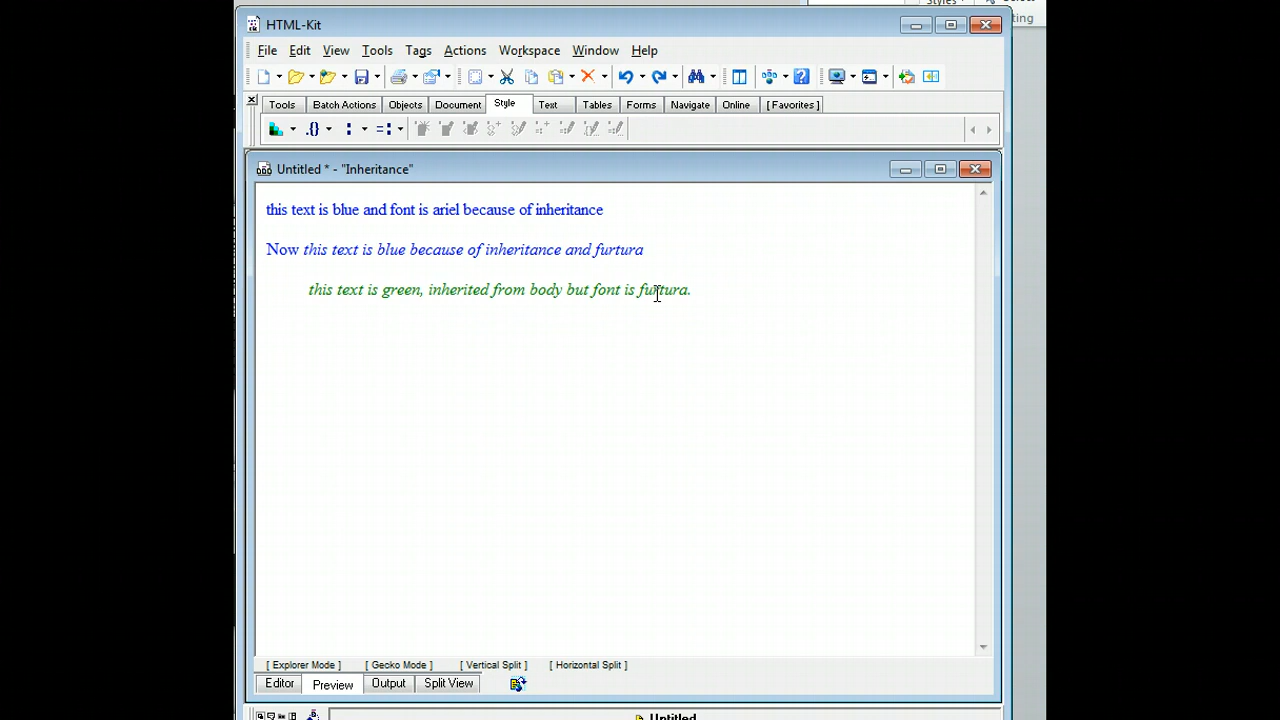 Styles
Select
ting
HTML-Kit
File Edit View Tools Tags Actions Workspace Window Help
Tools Batch Actions Objects Document Style Text Tables Forms Navigate Online [ Favorites ]
Untitled * - "Inheritance"
this text is blue and font is ariel because of inheritance
Now this text is blue because of inheritance and furtura
this text is green, inherited from body but font is furtura.
[ Explorer Mode ] [ Gecko Mode ] [ Vertical Split ] [ Horizontal Split ]
Editor Preview Output Split View
Untitled